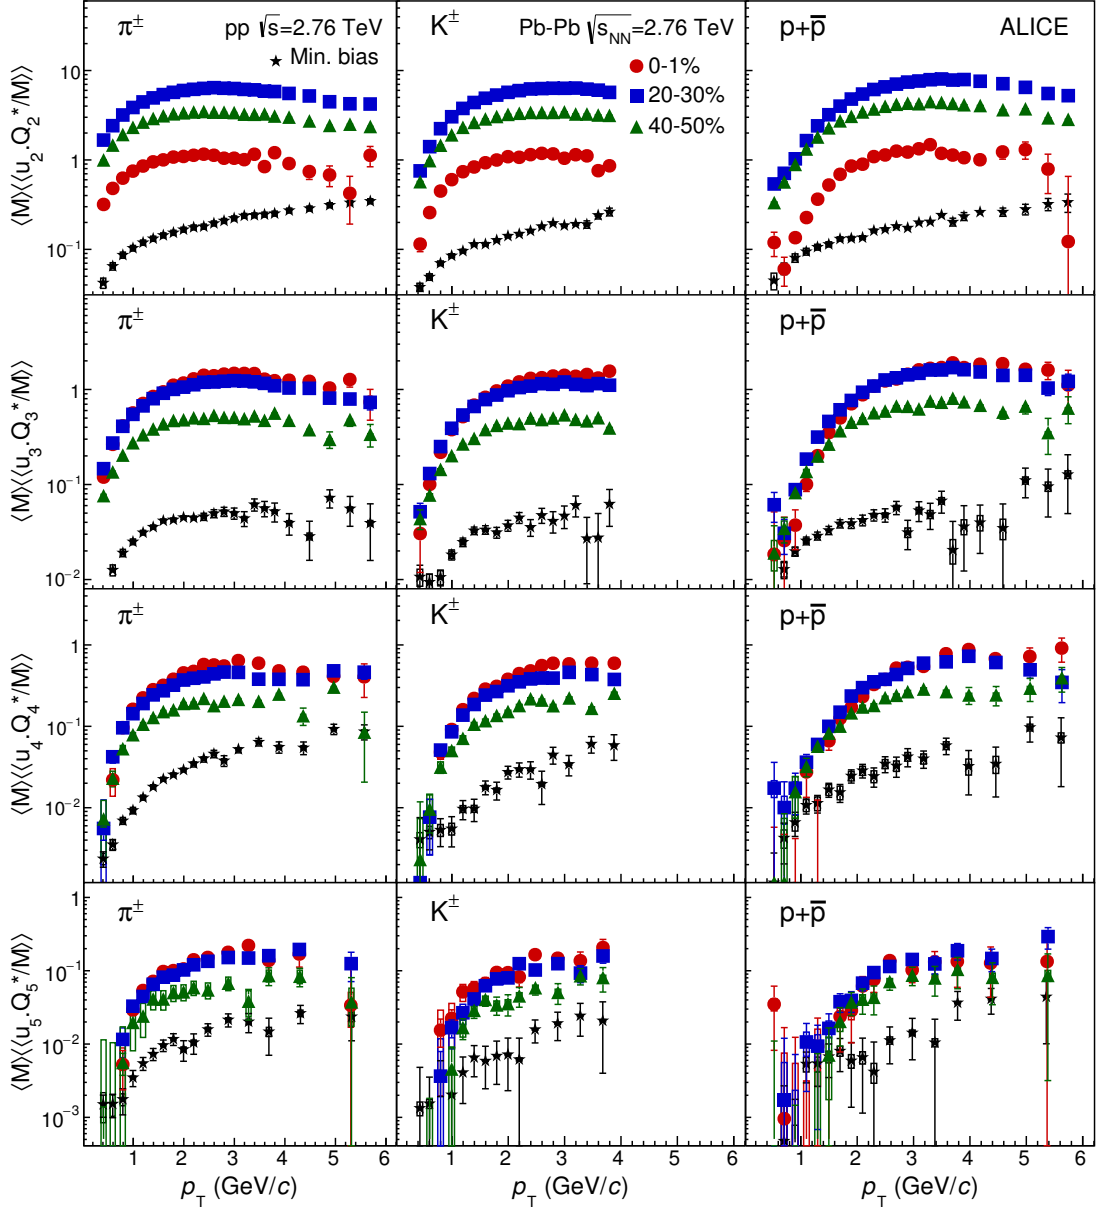 π± pp √s=2.76 TeV K± Pb-Pb √sNN=2.76 TeV p+p̅ ALICE
★ Min. bias
0-1%
20-30%
40-50%
⟨M⟩⟨⟨u₂.Q₂*/M⟩⟩
10
1
10⁻¹
π± K± p+p̅
⟨M⟩⟨⟨u₃.Q₃*/M⟩⟩
1
10⁻¹
10⁻²
π± K± p+p̅
⟨M⟩⟨⟨u₄.Q₄*/M⟩⟩
1
10⁻¹
10⁻²
π± K± p+p̅
⟨M⟩⟨⟨u₅.Q₅*/M⟩⟩
1
10⁻¹
10⁻²
10⁻³
1 2 3 4 5 6 1 2 3 4 5 6 1 2 3 4 5 6
pT (GeV/c) pT (GeV/c) pT (GeV/c)